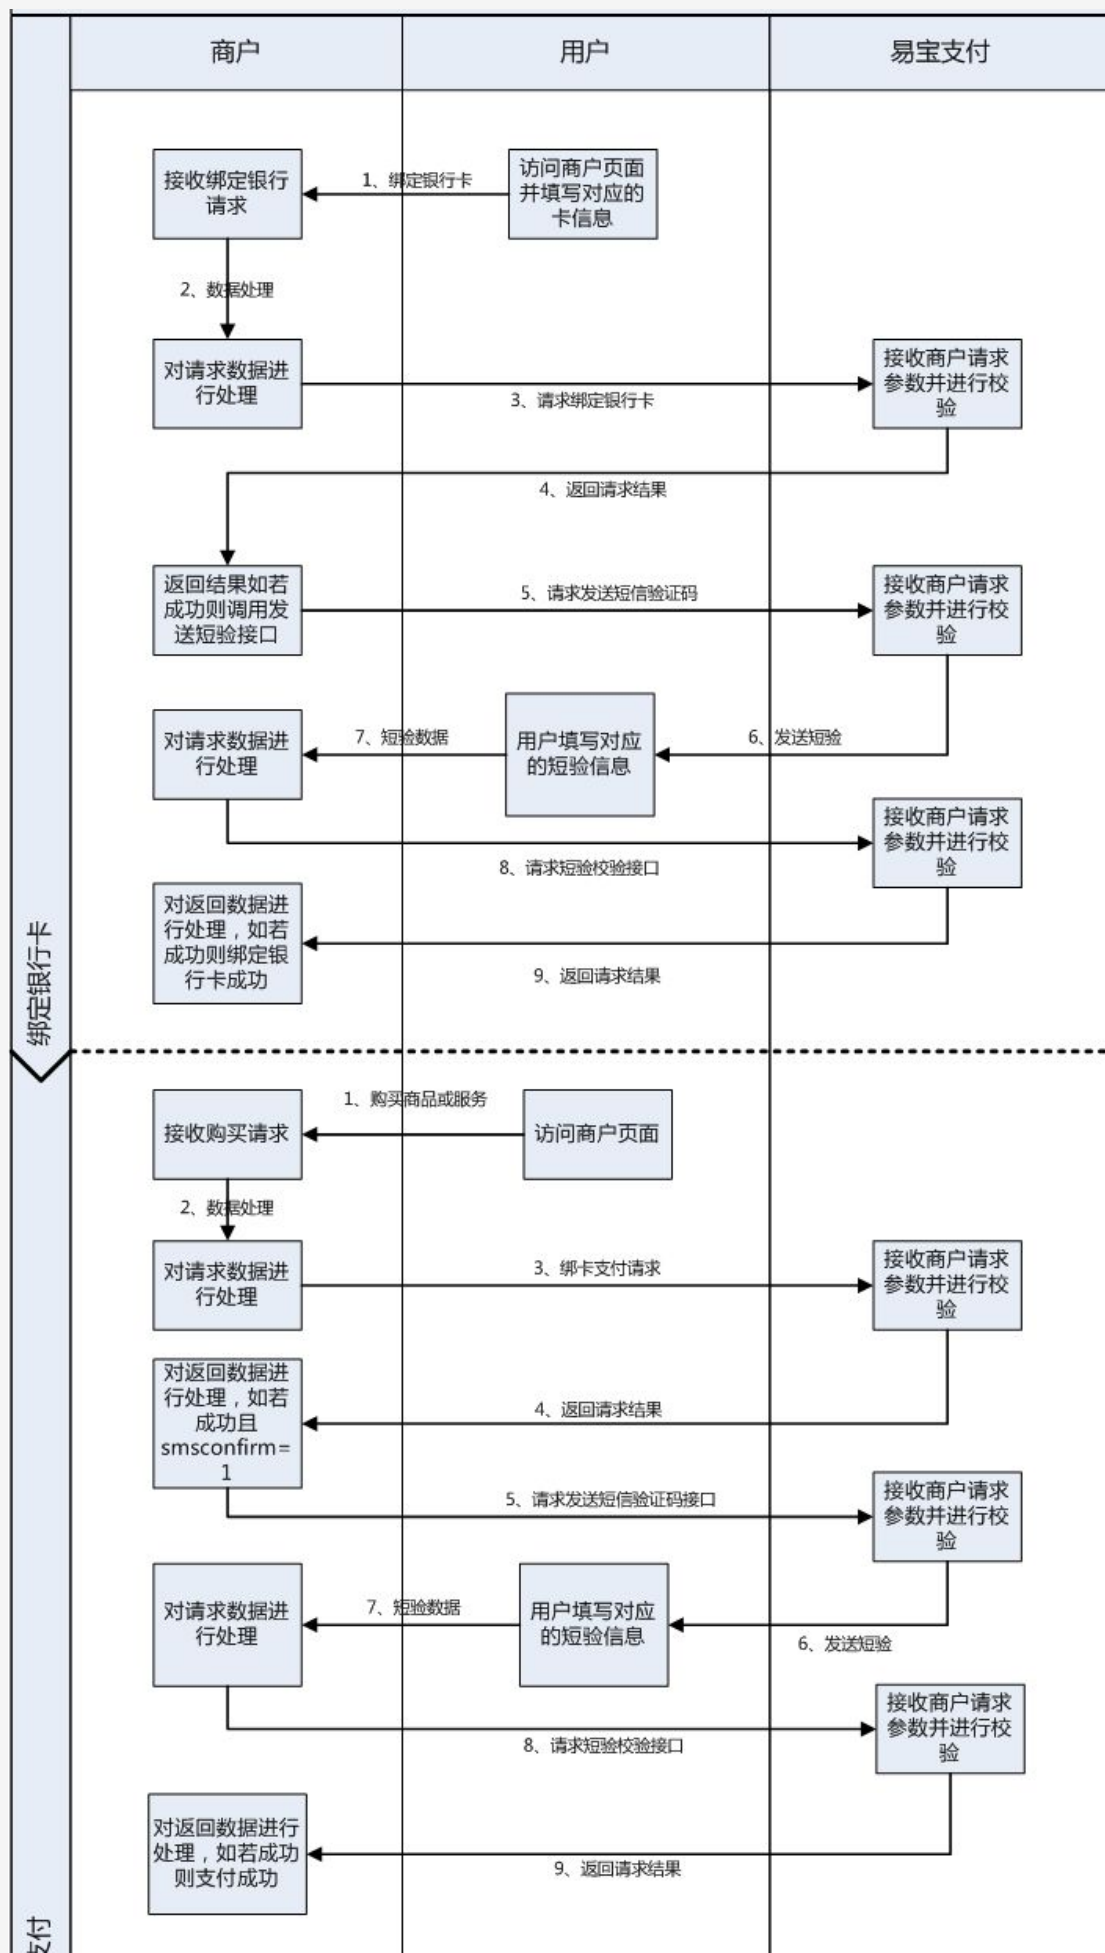 商户
用户
易宝支付
接收绑定银行
请求
1、绑定银行卡
访问商户页面
并填写对应的
卡信息
2、数据处理
对请求数据进
行处理
3、请求绑定银行卡
接收商户请求
参数并进行校
验
4、返回请求结果
返回结果如若
成功则调用发
送短验接口
5、请求发送短信验证码
接收商户请求
参数并进行校
验
对请求数据进
行处理
7、短验数据
用户填写对应
的短验信息
6、发送短验
接收商户请求
参数并进行校
验
8、请求短验校验接口
对返回数据进
行处理，如若
成功则绑定银
行卡成功
9、返回请求结果
绑定银行卡
接收购买请求
1、购买商品或服务
访问商户页面
2、数据处理
对请求数据进
行处理
3、绑卡支付请求
接收商户请求
参数并进行校
验
对返回数据进
行处理，如若
成功且
smsconfirm=
1
4、返回请求结果
5、请求发送短信验证码接口
接收商户请求
参数并进行校
验
对请求数据进
行处理
7、短验数据
用户填写对应
的短验信息
6、发送短验
接收商户请求
参数并进行校
验
8、请求短验校验接口
对返回数据进行
处理，如若成功
则支付成功
9、返回请求结果
支付